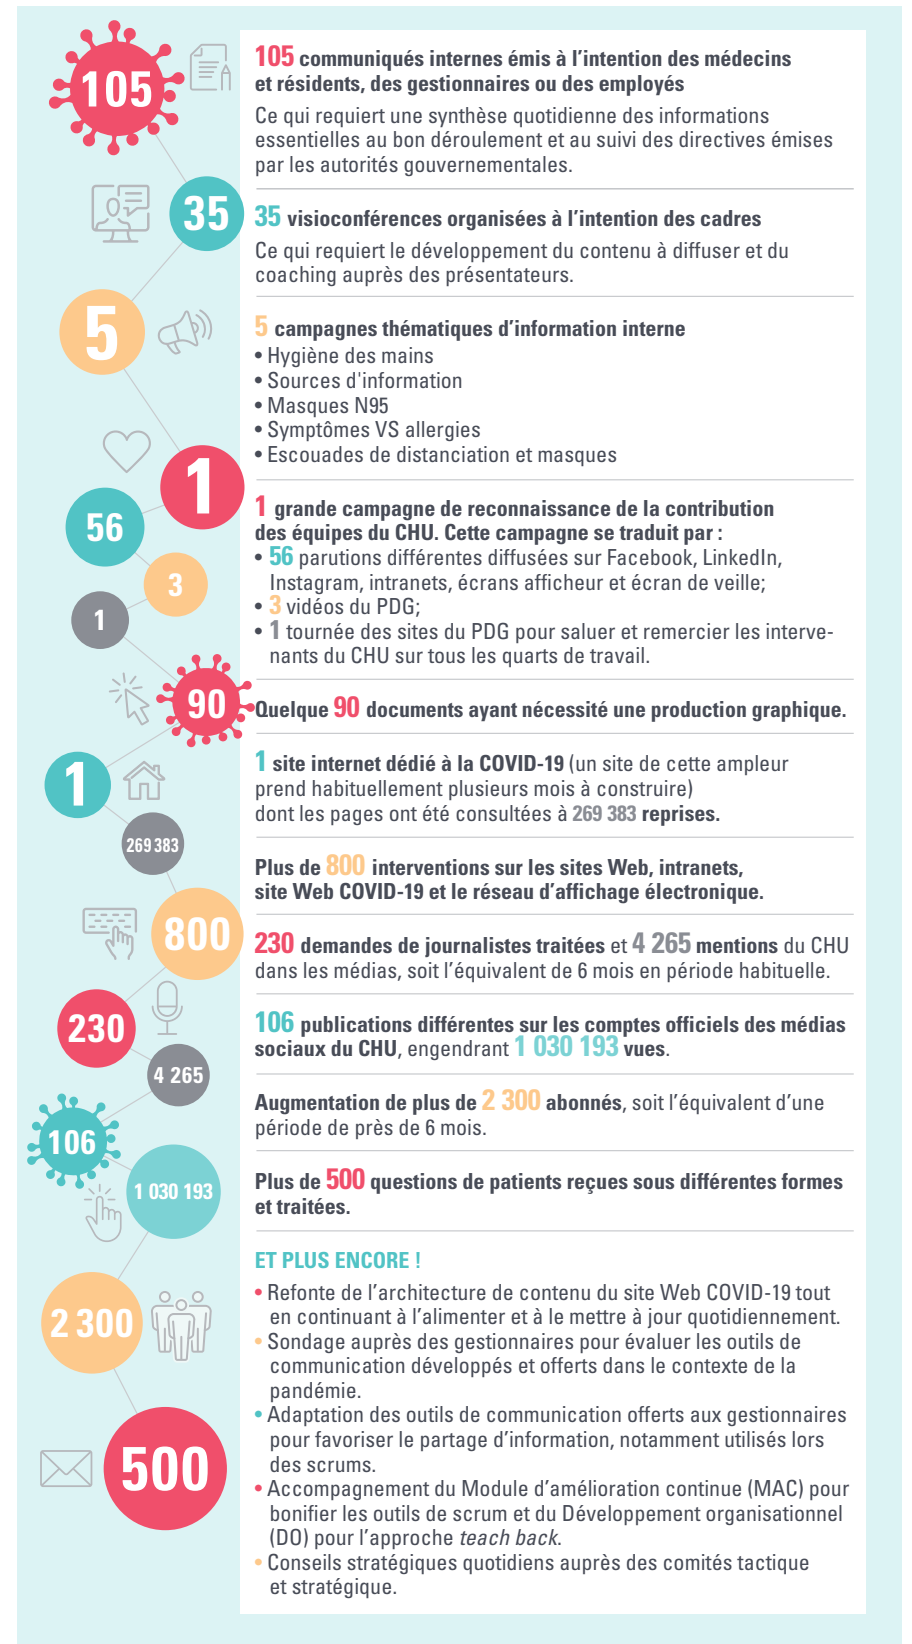 105
35
5
1
56
3
1
90
1
269 383
800
230
4 265
106
1 030 193
2 300
500
105 communiqués internes émis à l’intention des médecins
et résidents, des gestionnaires ou des employés
Ce qui requiert une synthèse quotidienne des informations
essentielles au bon déroulement et au suivi des directives émises
par les autorités gouvernementales.
35 visioconférences organisées à l’intention des cadres
Ce qui requiert le développement du contenu à diffuser et du
coaching auprès des présentateurs.
5 campagnes thématiques d’information interne
• Hygiène des mains
• Sources d'information
• Masques N95
• Symptômes VS allergies
• Escouades de distanciation et masques
1 grande campagne de reconnaissance de la contribution
des équipes du CHU. Cette campagne se traduit par :
• 56 parutions différentes diffusées sur Facebook, LinkedIn,
Instagram, intranets, écrans afficheur et écran de veille;
• 3 vidéos du PDG;
• 1 tournée des sites du PDG pour saluer et remercier les interve-
nants du CHU sur tous les quarts de travail.
Quelque 90 documents ayant nécessité une production graphique.
1 site internet dédié à la COVID-19 (un site de cette ampleur
prend habituellement plusieurs mois à construire)
dont les pages ont été consultées à 269 383 reprises.
Plus de 800 interventions sur les sites Web, intranets,
site Web COVID-19 et le réseau d’affichage électronique.
230 demandes de journalistes traitées et 4 265 mentions du CHU
dans les médias, soit l’équivalent de 6 mois en période habituelle.
106 publications différentes sur les comptes officiels des médias
sociaux du CHU, engendrant 1 030 193 vues.
Augmentation de plus de 2 300 abonnés, soit l’équivalent d’une
période de près de 6 mois.
Plus de 500 questions de patients reçues sous différentes formes
et traitées.
ET PLUS ENCORE !
• Refonte de l’architecture de contenu du site Web COVID-19 tout
en continuant à l’alimenter et à le mettre à jour quotidiennement.
• Sondage auprès des gestionnaires pour évaluer les outils de
communication développés et offerts dans le contexte de la
pandémie.
• Adaptation des outils de communication offerts aux gestionnaires
pour favoriser le partage d’information, notamment utilisés lors
des scrums.
• Accompagnement du Module d’amélioration continue (MAC) pour
bonifier les outils de scrum et du Développement organisationnel
(DO) pour l’approche teach back.
• Conseils stratégiques quotidiens auprès des comités tactique
et stratégique.